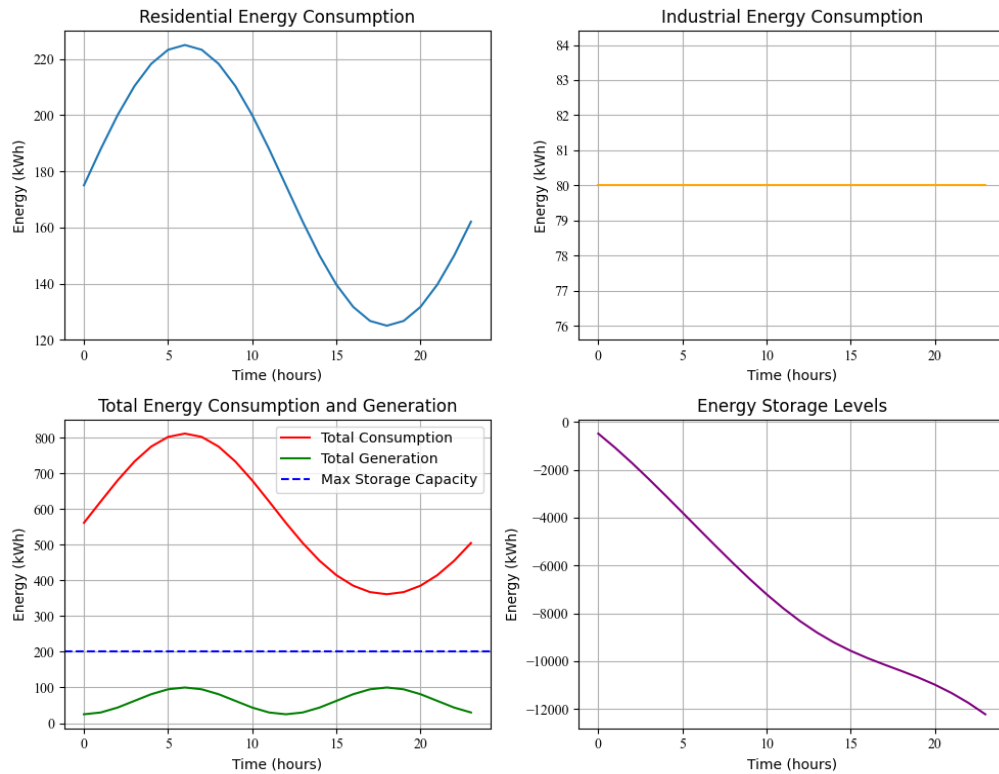 Residential Energy Consumption
Energy (kWh)
220
200
180
160
140
120
0 5 10 15 20
Time (hours)
Industrial Energy Consumption
Energy (kWh)
84
83
82
81
80
79
78
77
76
0 5 10 15 20
Time (hours)
Total Energy Consumption and Generation
Energy (kWh)
800
700
600
500
400
300
200
100
0
Total Consumption
Total Generation
Max Storage Capacity
0 5 10 15 20
Time (hours)
Energy Storage Levels
Energy (kWh)
0
−2000
−4000
−6000
−8000
−10000
−12000
0 5 10 15 20
Time (hours)